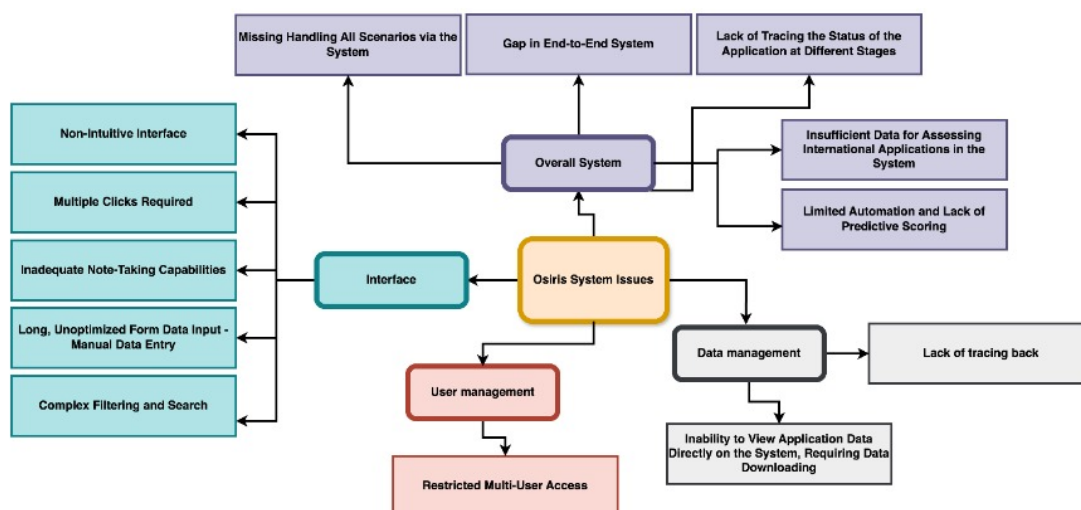 Missing Handling All Scenarios via the
System
Gap in End-to-End System
Lack of Tracing the Status of the
Application at Different Stages
Non-Intuitive Interface
Overall System
Insufficient Data for Assessing
International Applications in the
System
Multiple Clicks Required
Limited Automation and Lack of
Predictive Scoring
Inadequate Note-Taking Capabilities
Interface
Osiris System Issues
Long, Unoptimized Form Data Input -
Manual Data Entry
Data management
Lack of tracing back
User management
Complex Filtering and Search
Inability to View Application Data
Directly on the System, Requiring Data
Downloading
Restricted Multi-User Access